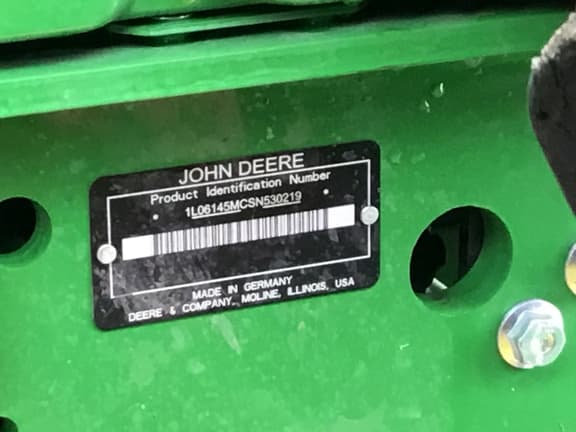 JOHN DEERE
Product Identification Number
1L06145MCSN530219
MADE IN GERMANY
DEERE & COMPANY, MOLINE, ILLINOIS, USA